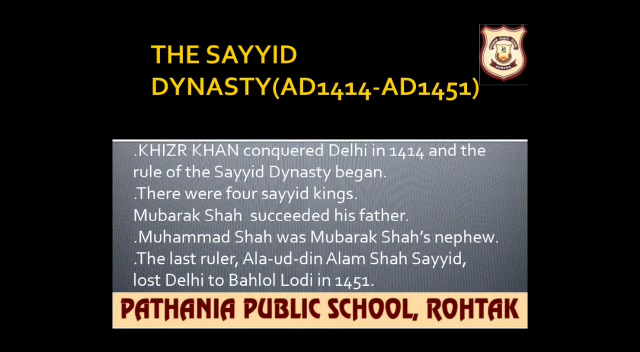 THE SAYYID
DYNASTY(AD1414-AD1451)
.KHIZR KHAN conquered Delhi in 1414 and the
rule of the Sayyid Dynasty began.
.There were four sayyid kings.
Mubarak Shah succeeded his father.
.Muhammad Shah was Mubarak Shah's nephew.
.The last ruler, Ala-ud-din Alam Shah Sayyid,
lost Delhi to Bahlol Lodi in 1451.
PATHANIA PUBLIC SCHOOL, ROHTAK